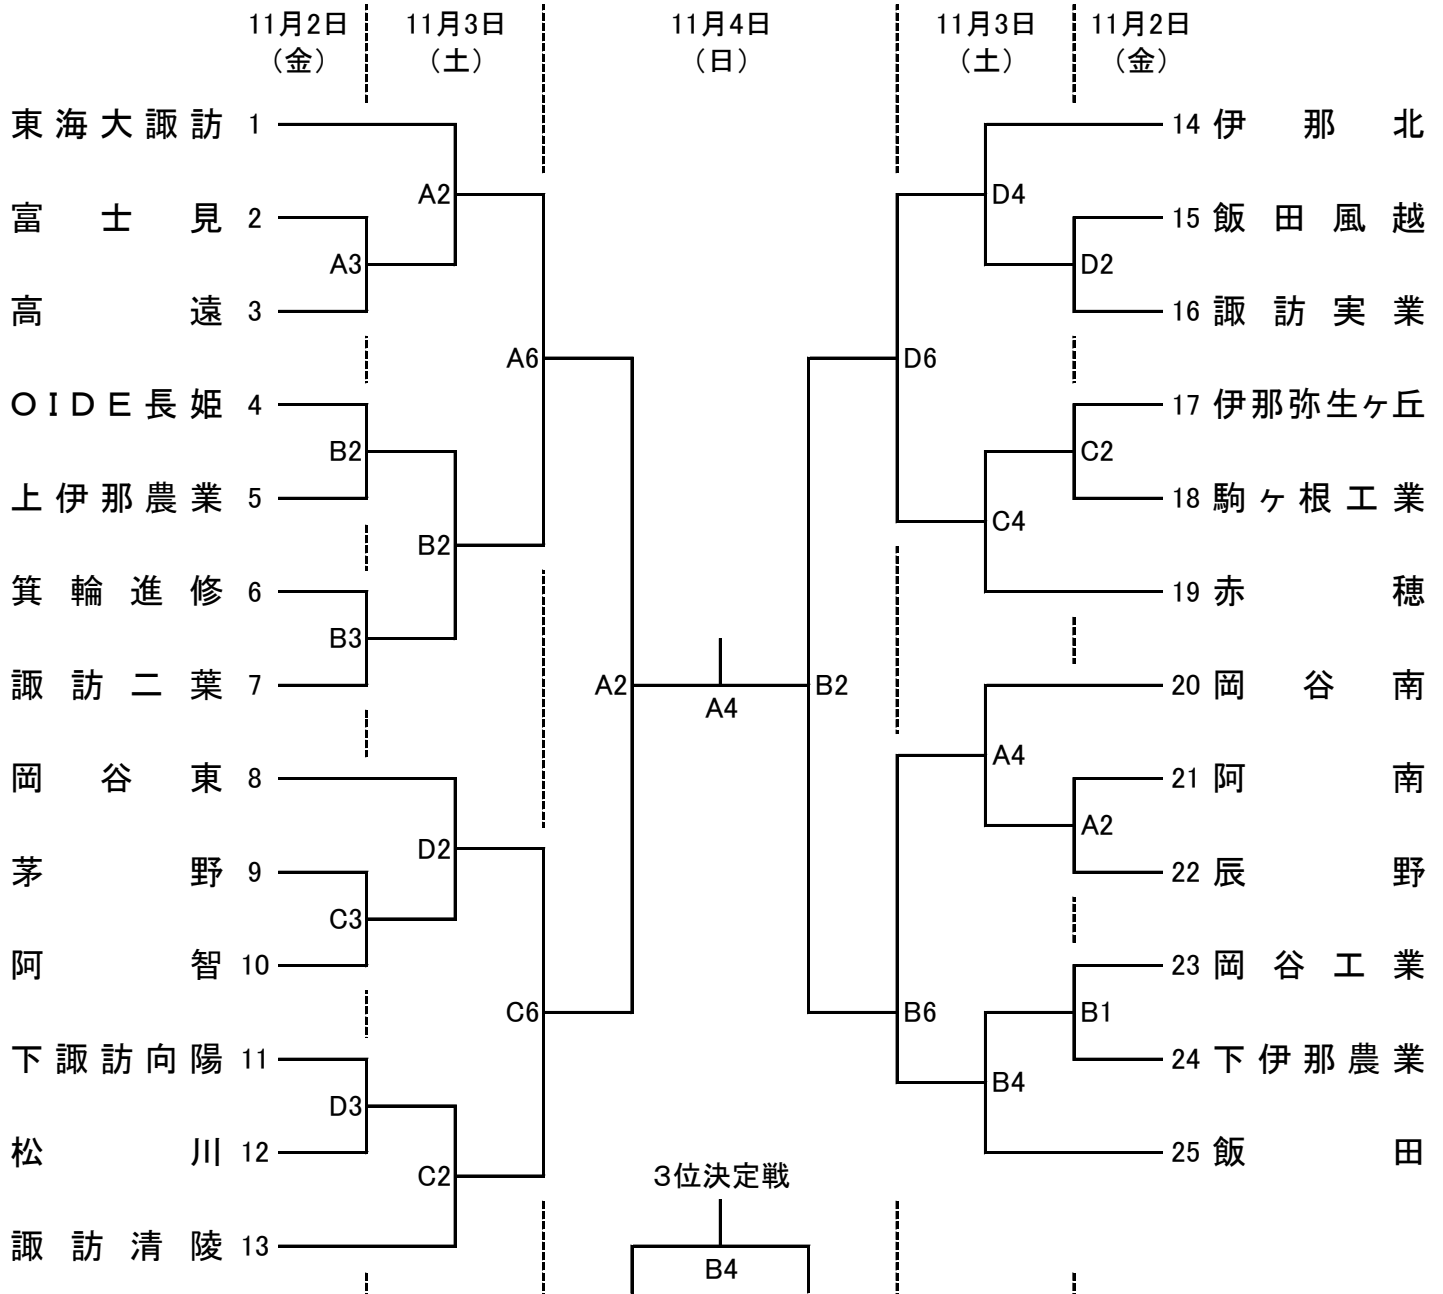 11月2日 11月3日 11月4日 11月3日 11月2日
（金） （土） （日） （土） （金）
東海大諏訪 1 14 伊那北
A2 D4
富士見 2 15 飯田風越
A3 D2
高遠 3 16 諏訪実業
A6 D6
OIDE長姫 4 17 伊那弥生ヶ丘
B2 C2
上伊那農業 5 18 駒ヶ根工業
B2 C4
箕輪進修 6 19 赤穂
B3
諏訪二葉 7 A2 B2 20 岡谷南
A4
A4
岡谷東 8 21 阿南
D2 A2
茅野 9 22 辰野
C3
阿智 10 23 岡谷工業
C6 B6 B1
下諏訪向陽 11 24 下伊那農業
D3 B4
松川 12 25 飯田
C2 3位決定戦
諏訪清陵 13
B4